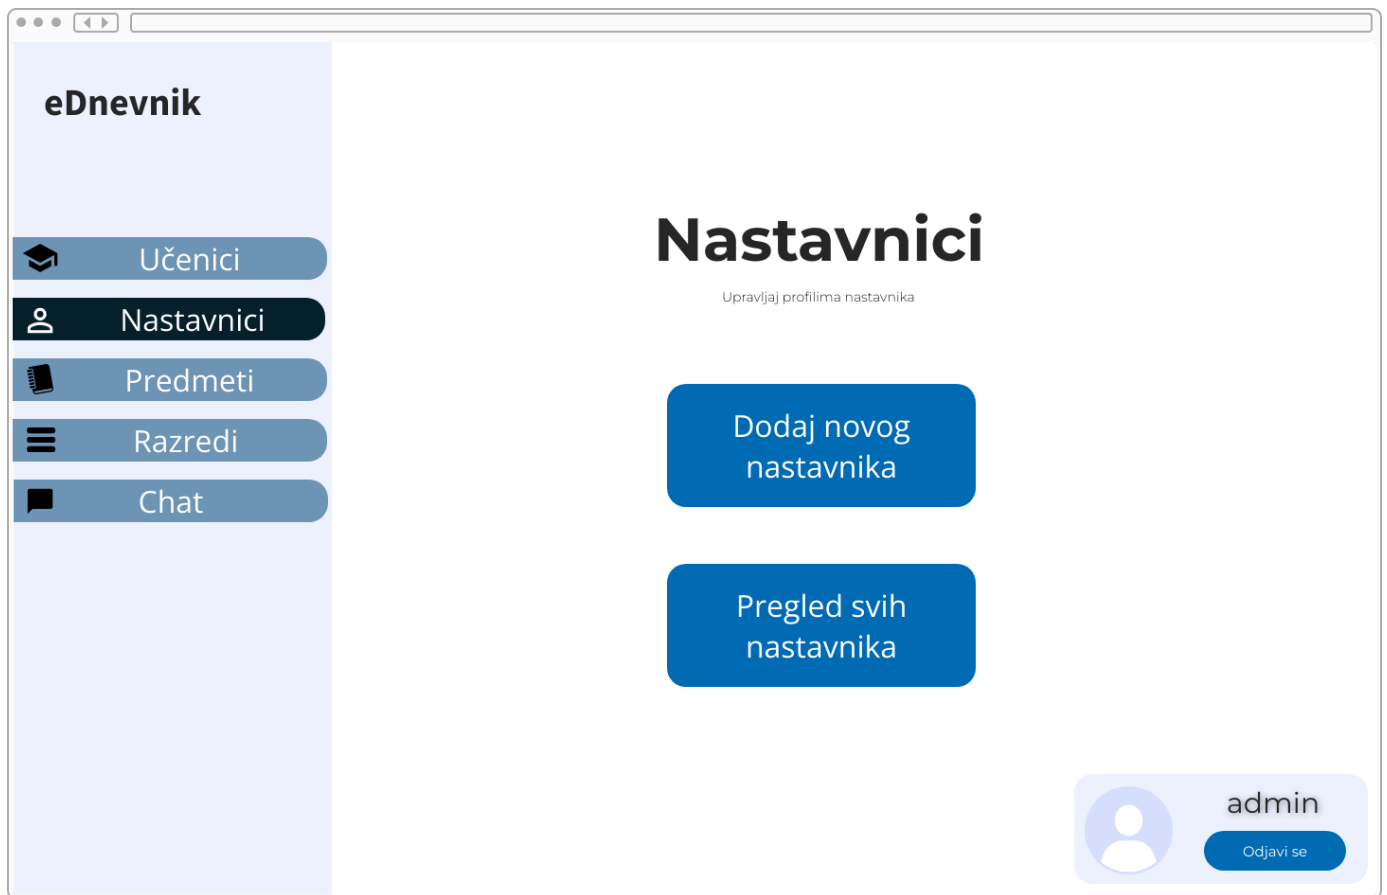 eDnevnik
Učenici
Nastavnici
Predmeti
Razredi
Chat
Nastavnici
Upravljaj profilima nastavnika
Dodaj novog
nastavnika
Pregled svih
nastavnika
admin
Odjavi se